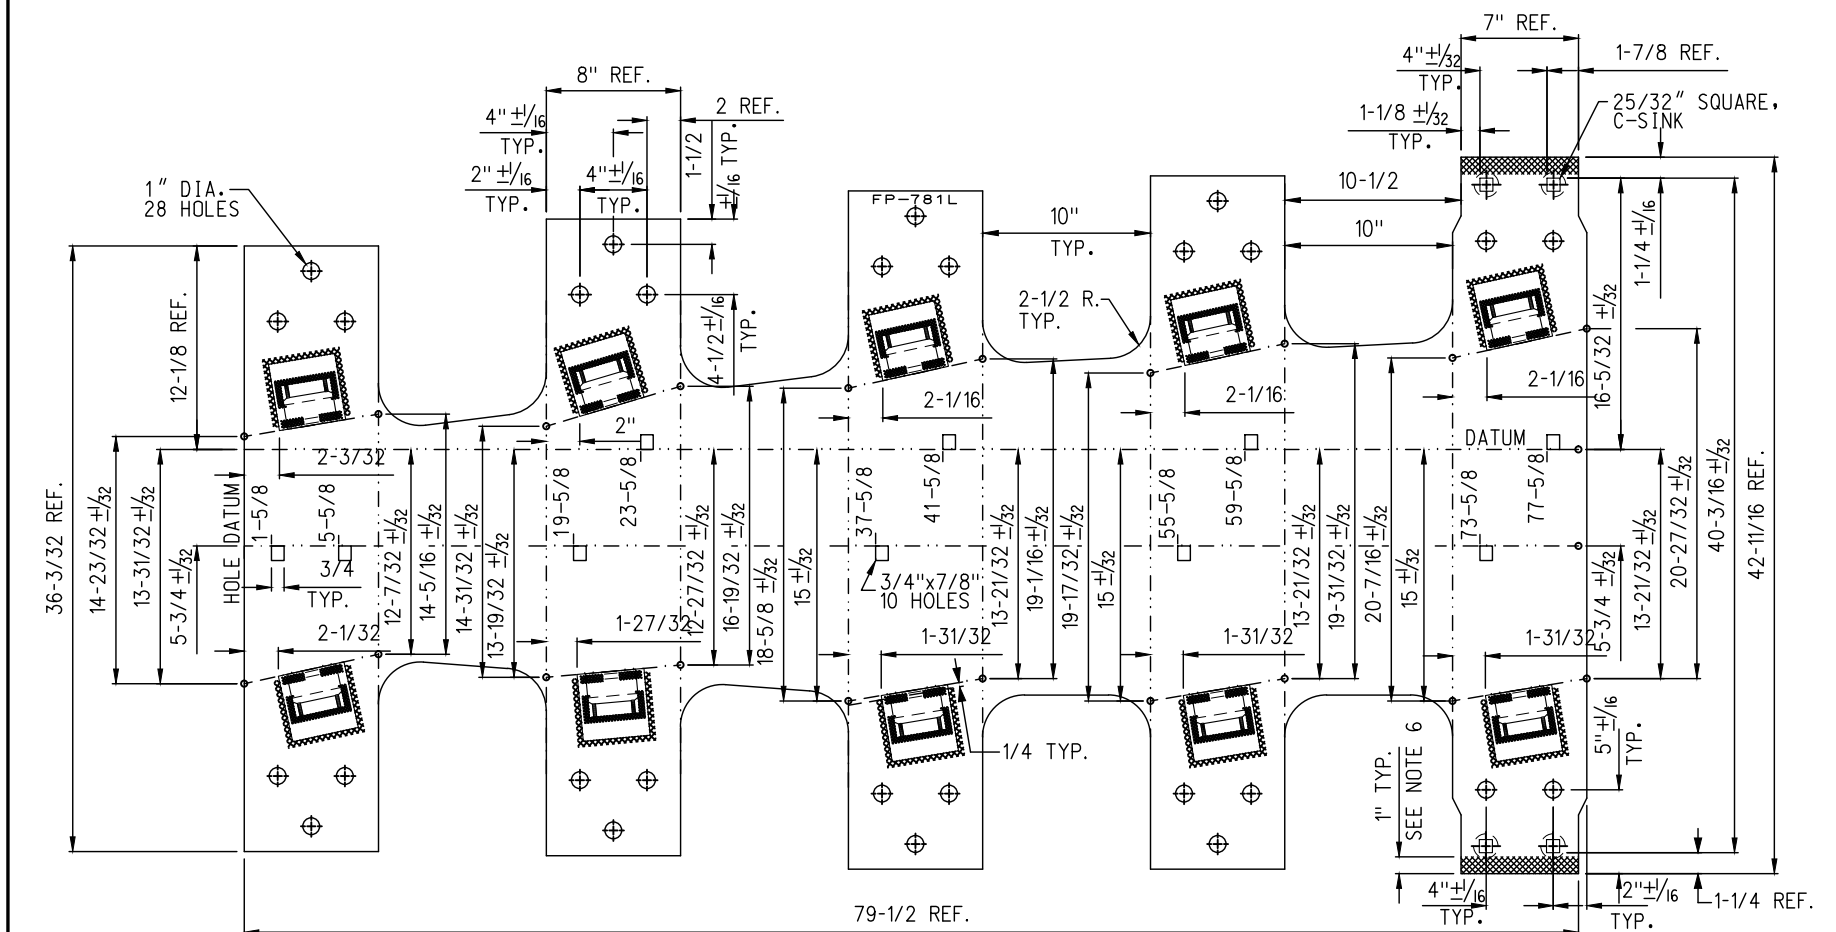 7" REF.
4"±1/32
TYP.
1-7/8 REF.
8" REF.
25/32" SQUARE,
C-SINK
4"±1/16
TYP.
2 REF.
1-1/8 ±1/32
TYP.
1-1/2
±1/16 TYP.
2"±1/16
TYP.
4"±1/16
TYP.
1" DIA.
28 HOLES
FP-781L
10-1/2
10"
TYP.
10"
1-1/4 ±1/16
2-1/2 R.
TYP.
4-1/2±1/16
TYP.
12-1/8 REF.
16-5/32 ±1/32
2-1/16
2-1/16
2-1/16
2"
DATUM
2-3/32
HOLE DATUM
1-5/8
5-5/8
19-5/8
23-5/8
37-5/8
41-5/8
55-5/8
59-5/8
73-5/8
77-5/8
36-3/32 REF.
14-23/32 ±1/32
13-31/32 ±1/32
5-3/4 ±1/32
3/4
TYP.
12-7/32 ±1/32
14-5/16 ±1/32
14-31/32 ±1/32
13-19/32 ±1/32
12-27/32 ±1/32
16-19/32 ±1/32
18-5/8 ±1/32
15 ±1/32
3/4"x7/8"
10 HOLES
13-21/32 ±1/32
19-1/16 ±1/32
19-17/32 ±1/32
15 ±1/32
13-21/32 ±1/32
19-31/32 ±1/32
20-7/16 ±1/32
15 ±1/32
5-3/4 ±1/32
13-21/32 ±1/32
20-27/32 ±1/32
40-3/16 ±1/32
42-11/16 REF.
2-1/32
1-27/32
1-31/32
1-31/32
1-31/32
1/4 TYP.
1" TYP.
SEE NOTE 6
5"±1/16
TYP.
4"±1/16
TYP.
2"±1/16
TYP.
1-1/4 REF.
79-1/2 REF.